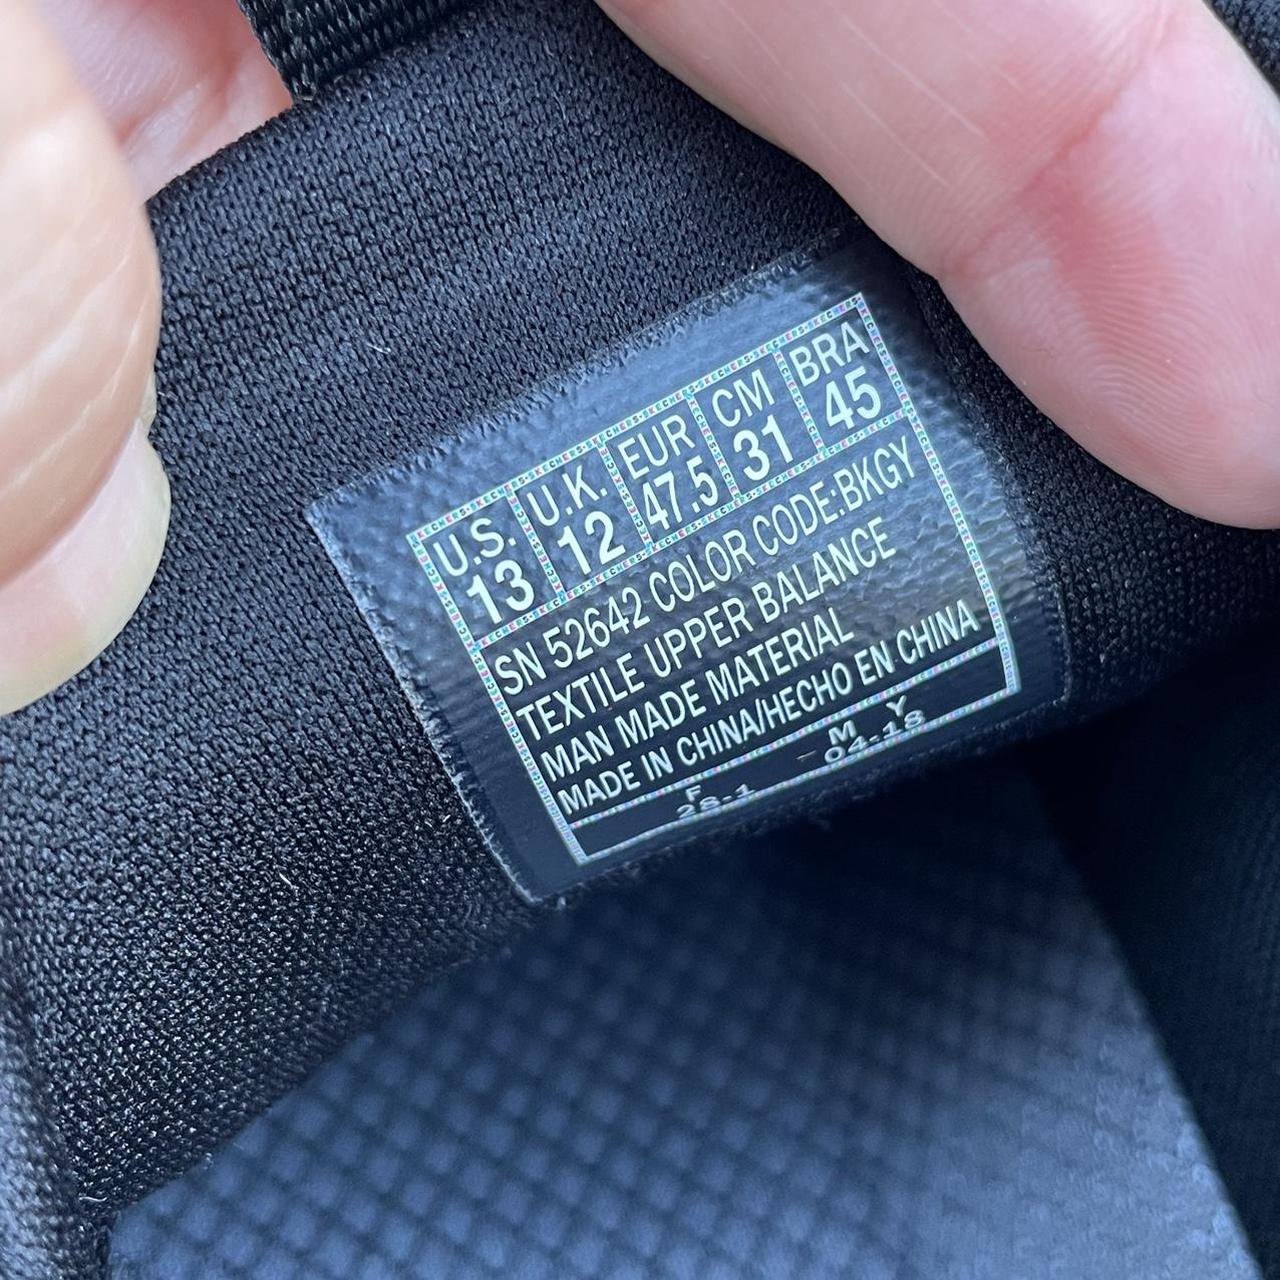 U.S. U.K. EUR CM BRA
13 12 47.5 31 45
SN 52642 COLOR CODE:BKGY
TEXTILE UPPER BALANCE
MAN MADE MATERIAL
MADE IN CHINA/HECHO EN CHINA
F M Y
28-1 04-18
SKECHERS